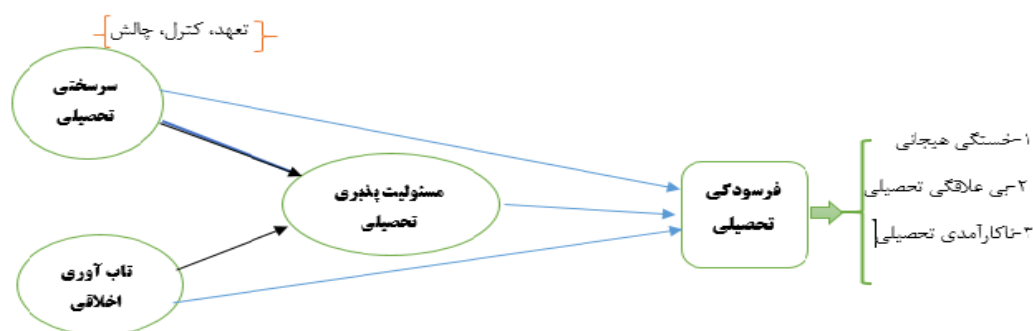 تعهد، کترل، چالش
سرسختی
تحصیلی
مسئولیت پذیری
تحصیلی
تاب آوری
اخلاقی
فرسودگی
تحصیلی
۱-خستگی هیجانی
۲-بی علاقگی تحصیلی
۳-ناکارآمدی تحصیلی